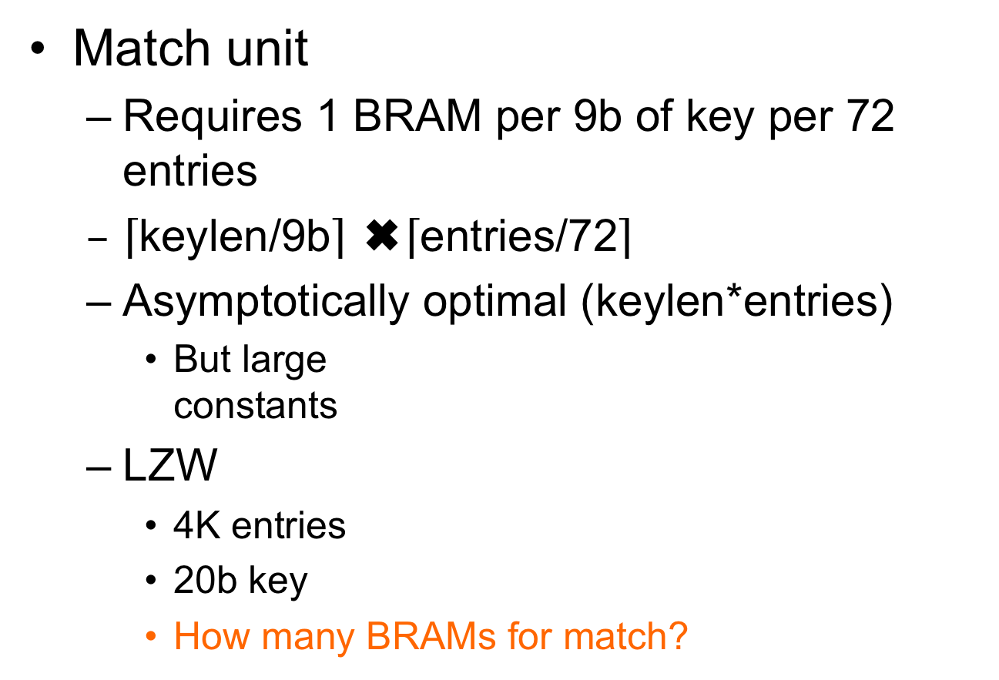 • Match unit
– Requires 1 BRAM per 9b of key per 72
entries
– ⌈keylen/9b⌉ ✖⌈entries/72⌉
– Asymptotically optimal (keylen*entries)
• But large
constants
– LZW
• 4K entries
• 20b key
• How many BRAMs for match?